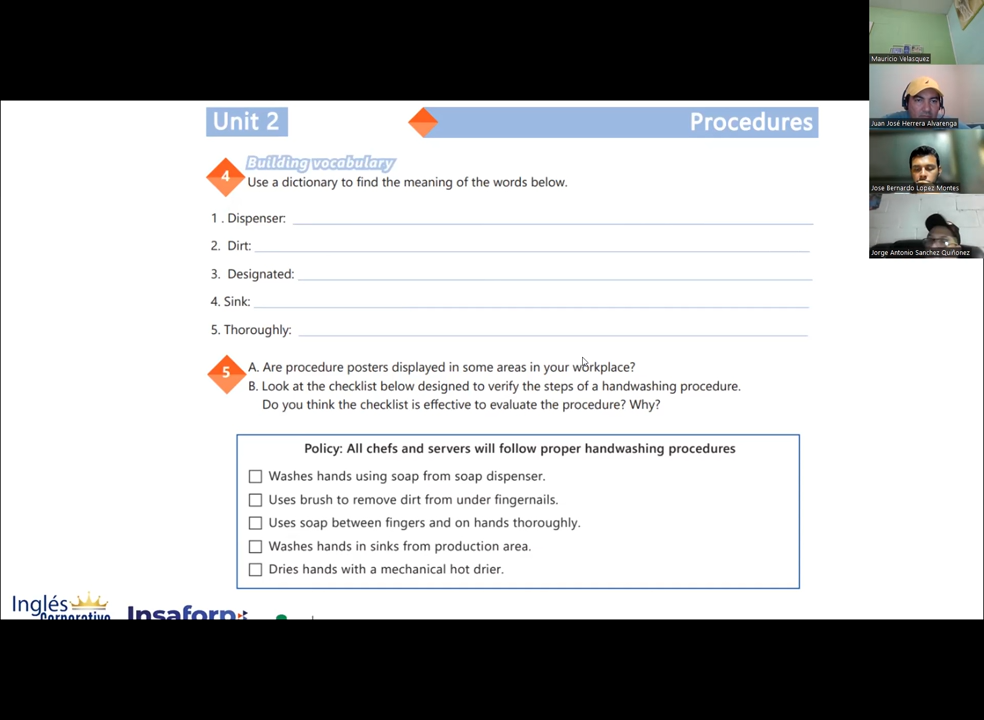 Unit 2
Procedures
4
Building vocabulary
Use a dictionary to find the meaning of the words below.
1 . Dispenser:
2. Dirt:
3. Designated:
4. Sink:
5. Thoroughly:
5
A. Are procedure posters displayed in some areas in your workplace?
B. Look at the checklist below designed to verify the steps of a handwashing procedure.
Do you think the checklist is effective to evaluate the procedure? Why?
Policy: All chefs and servers will follow proper handwashing procedures
Washes hands using soap from soap dispenser.
Uses brush to remove dirt from under fingernails.
Uses soap between fingers and on hands thoroughly.
Washes hands in sinks from production area.
Dries hands with a mechanical hot drier.
Inglés
Corporativo
Insaforp
Mauricio Velasquez
Juan José Herrera Alvarenga
Jose Bernardo Lopez Montes
Jorge Antonio Sanchez Quiñonez